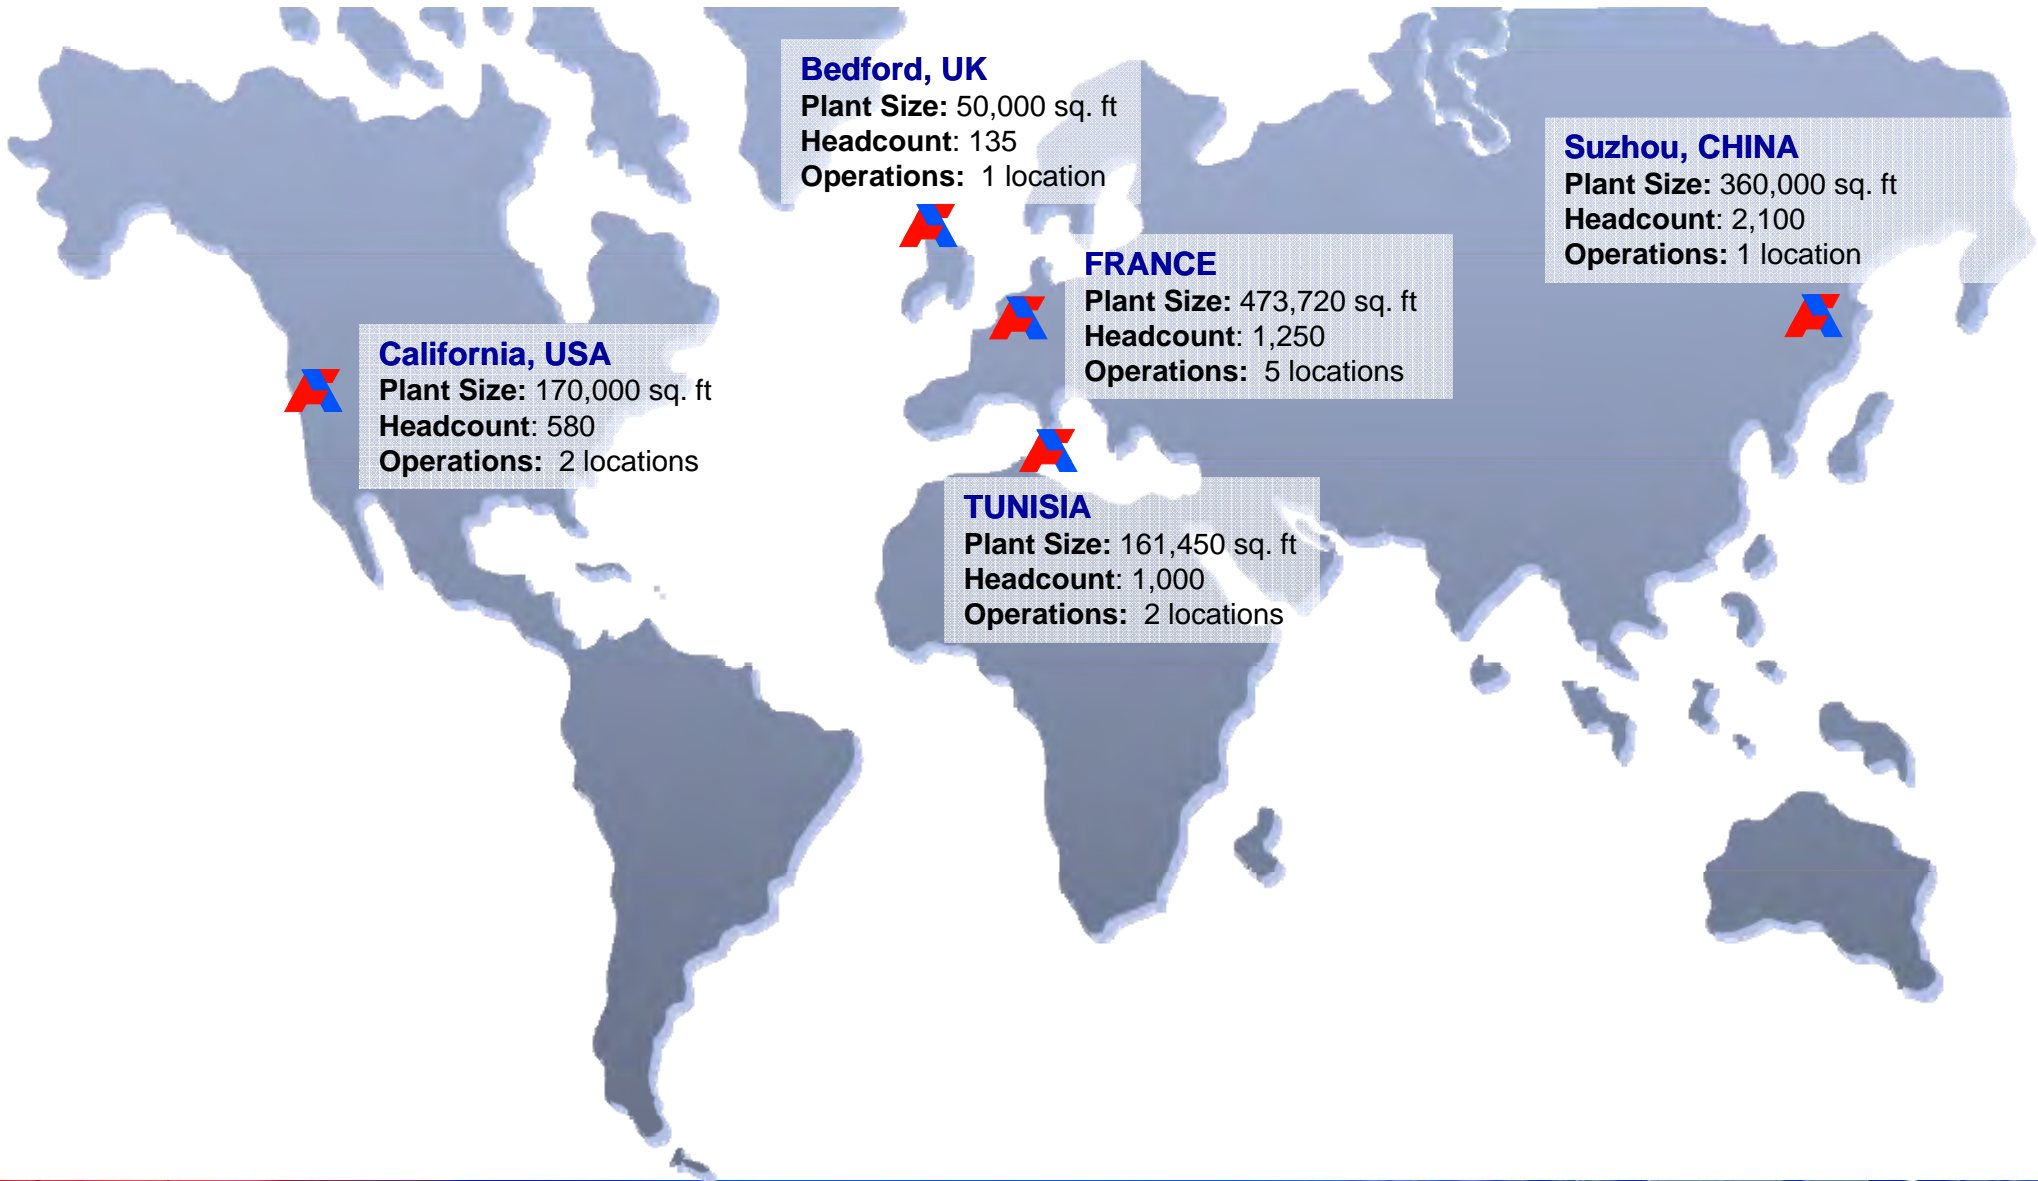 Bedford, UK
Plant Size: 50,000 sq. ft
Headcount: 135
Operations: 1 location
Suzhou, CHINA
Plant Size: 360,000 sq. ft
Headcount: 2,100
Operations: 1 location
FRANCE
Plant Size: 473,720 sq. ft
Headcount: 1,250
Operations: 5 locations
California, USA
Plant Size: 170,000 sq. ft
Headcount: 580
Operations: 2 locations
TUNISIA
Plant Size: 161,450 sq. ft
Headcount: 1,000
Operations: 2 locations